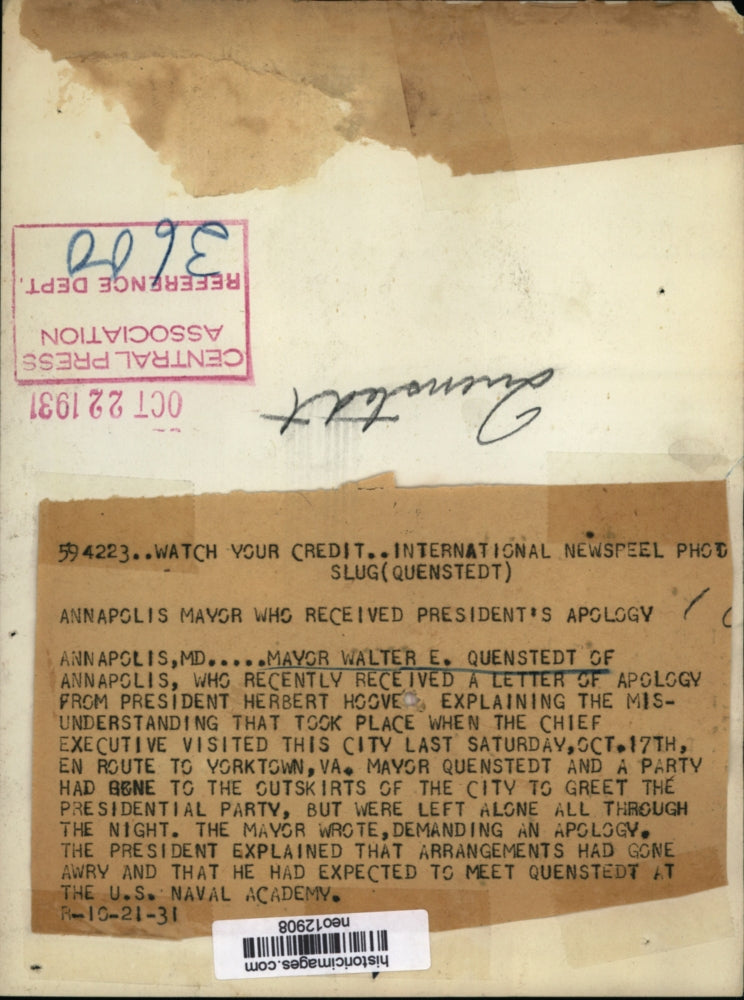 3600
REFERENCE DEPT.
CENTRAL PRESS
ASSOCIATION
OCT 22 1931
Quenstedt
594223..WATCH YOUR CREDIT..INTERNATIONAL NEWSPEEL PHOTO
SLUG(QUENSTEDT)
ANNAPOLIS MAYOR WHO RECEIVED PRESIDENT'S APOLOGY
ANNAPOLIS,MD.....MAYOR WALTER E. QUENSTEDT OF
ANNAPOLIS, WHO RECENTLY RECEIVED A LETTER OF APOLOGY
FROM PRESIDENT HERBERT HOOVE EXPLAINING THE MIS-
UNDERSTANDING THAT TOOK PLACE WHEN THE CHIEF
EXECUTIVE VISITED THIS CITY LAST SATURDAY,OCT.17TH,
EN ROUTE TO YORKTOWN,VA. MAYOR QUENSTEDT AND A PARTY
HAD GONE TO THE OUTSKIRTS OF THE CITY TO GREET THE
PRESIDENTIAL PARTY, BUT WERE LEFT ALONE ALL THROUGH
THE NIGHT. THE MAYOR WROTE,DEMANDING AN APOLOGY.
THE PRESIDENT EXPLAINED THAT ARRANGEMENTS HAD GONE
AWRY AND THAT HE HAD EXPECTED TO MEET QUENSTEDT AT
THE U.S. NAVAL ACADEMY.
R-10-21-31
historicimages.com
neo12908